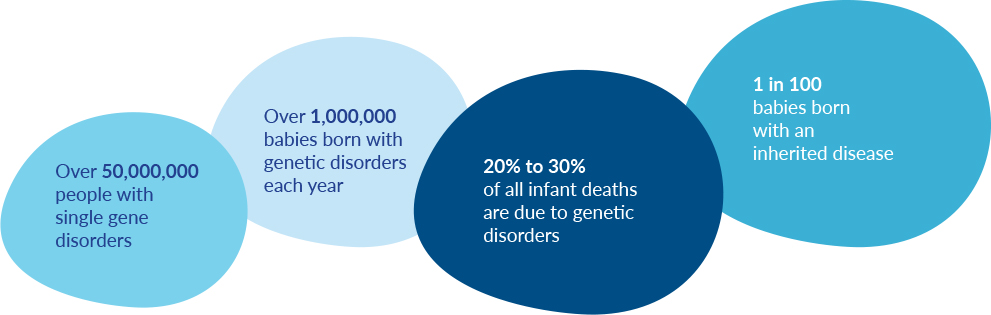 Over 50,000,000
people with
single gene
disorders
Over 1,000,000
babies born with
genetic disorders
each year
20% to 30%
of all infant deaths
are due to genetic
disorders
1 in 100
babies born
with an
inherited disease